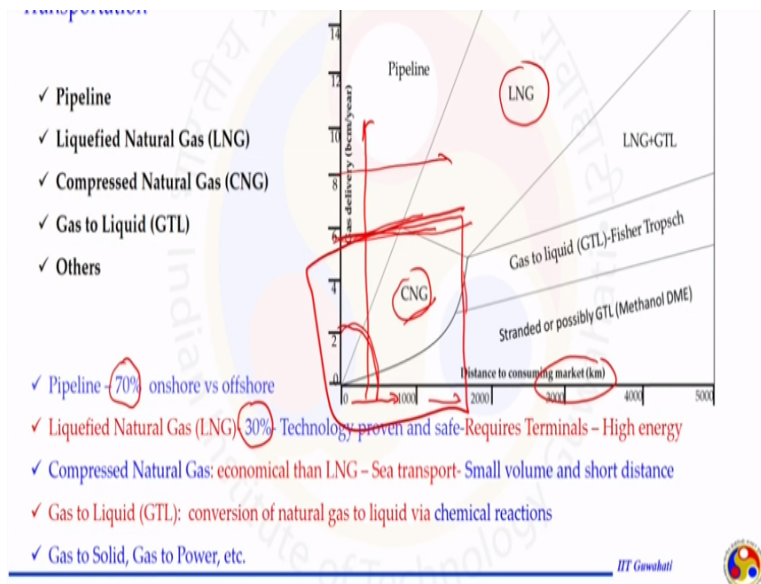 Transportation
✓ Pipeline
✓ Liquefied Natural Gas (LNG)
✓ Compressed Natural Gas (CNG)
✓ Gas to Liquid (GTL)
✓ Others
14
12
10
8
6
4
2
0
Gas delivery (bcm/year)
Pipeline
LNG
LNG+GTL
Gas to liquid (GTL)-Fisher Tropsch
CNG
Stranded or possibly GTL (Methanol DME)
Distance to consuming market (km)
0 1000 2000 3000 4000 5000
✓ Pipeline - 70% onshore vs offshore
✓ Liquefied Natural Gas (LNG)- 30%- Technology proven and safe-Requires Terminals – High energy
✓ Compressed Natural Gas: economical than LNG – Sea transport- Small volume and short distance
✓ Gas to Liquid (GTL): conversion of natural gas to liquid via chemical reactions
✓ Gas to Solid, Gas to Power, etc.
IIT Guwahati
Indian Institute of Technology Guwahati